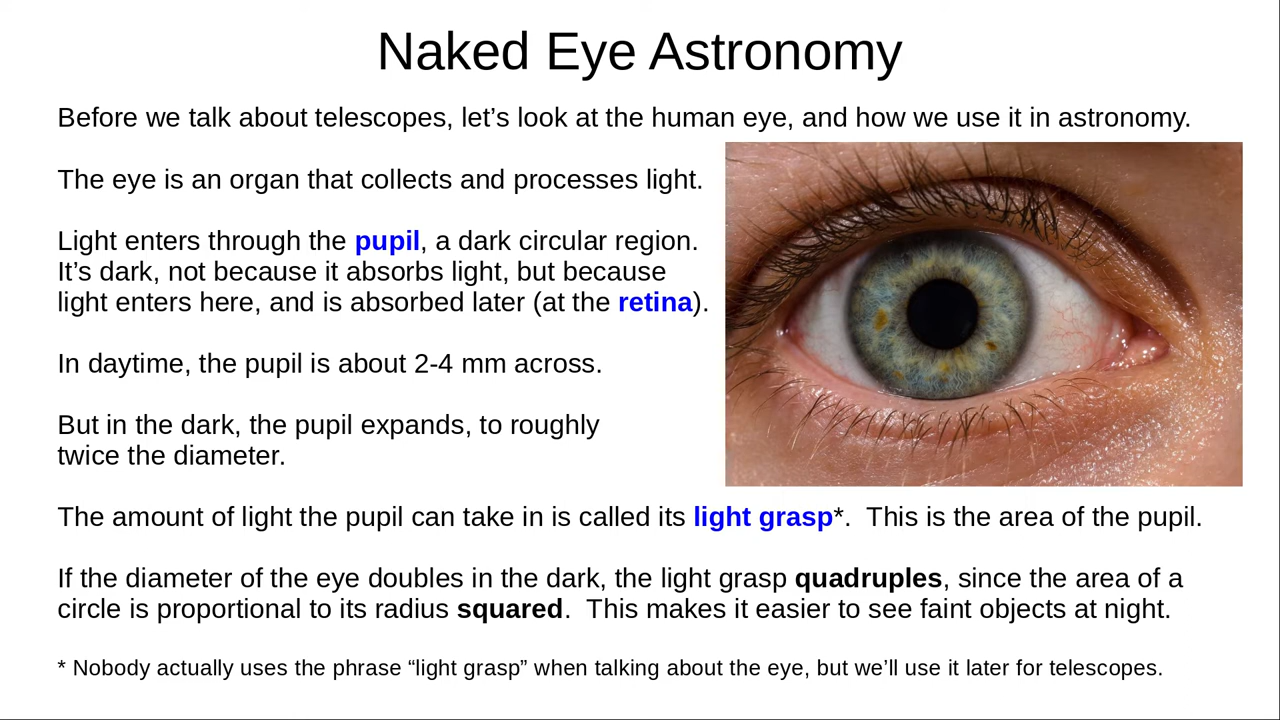 Naked Eye Astronomy
Before we talk about telescopes, let’s look at the human eye, and how we use it in astronomy.
The eye is an organ that collects and processes light.
Light enters through the pupil, a dark circular region.
It’s dark, not because it absorbs light, but because
light enters here, and is absorbed later (at the retina).
In daytime, the pupil is about 2-4 mm across.
But in the dark, the pupil expands, to roughly
twice the diameter.
The amount of light the pupil can take in is called its light grasp*.  This is the area of the pupil.
If the diameter of the eye doubles in the dark, the light grasp quadruples, since the area of a
circle is proportional to its radius squared.  This makes it easier to see faint objects at night.
* Nobody actually uses the phrase “light grasp” when talking about the eye, but we’ll use it later for telescopes.